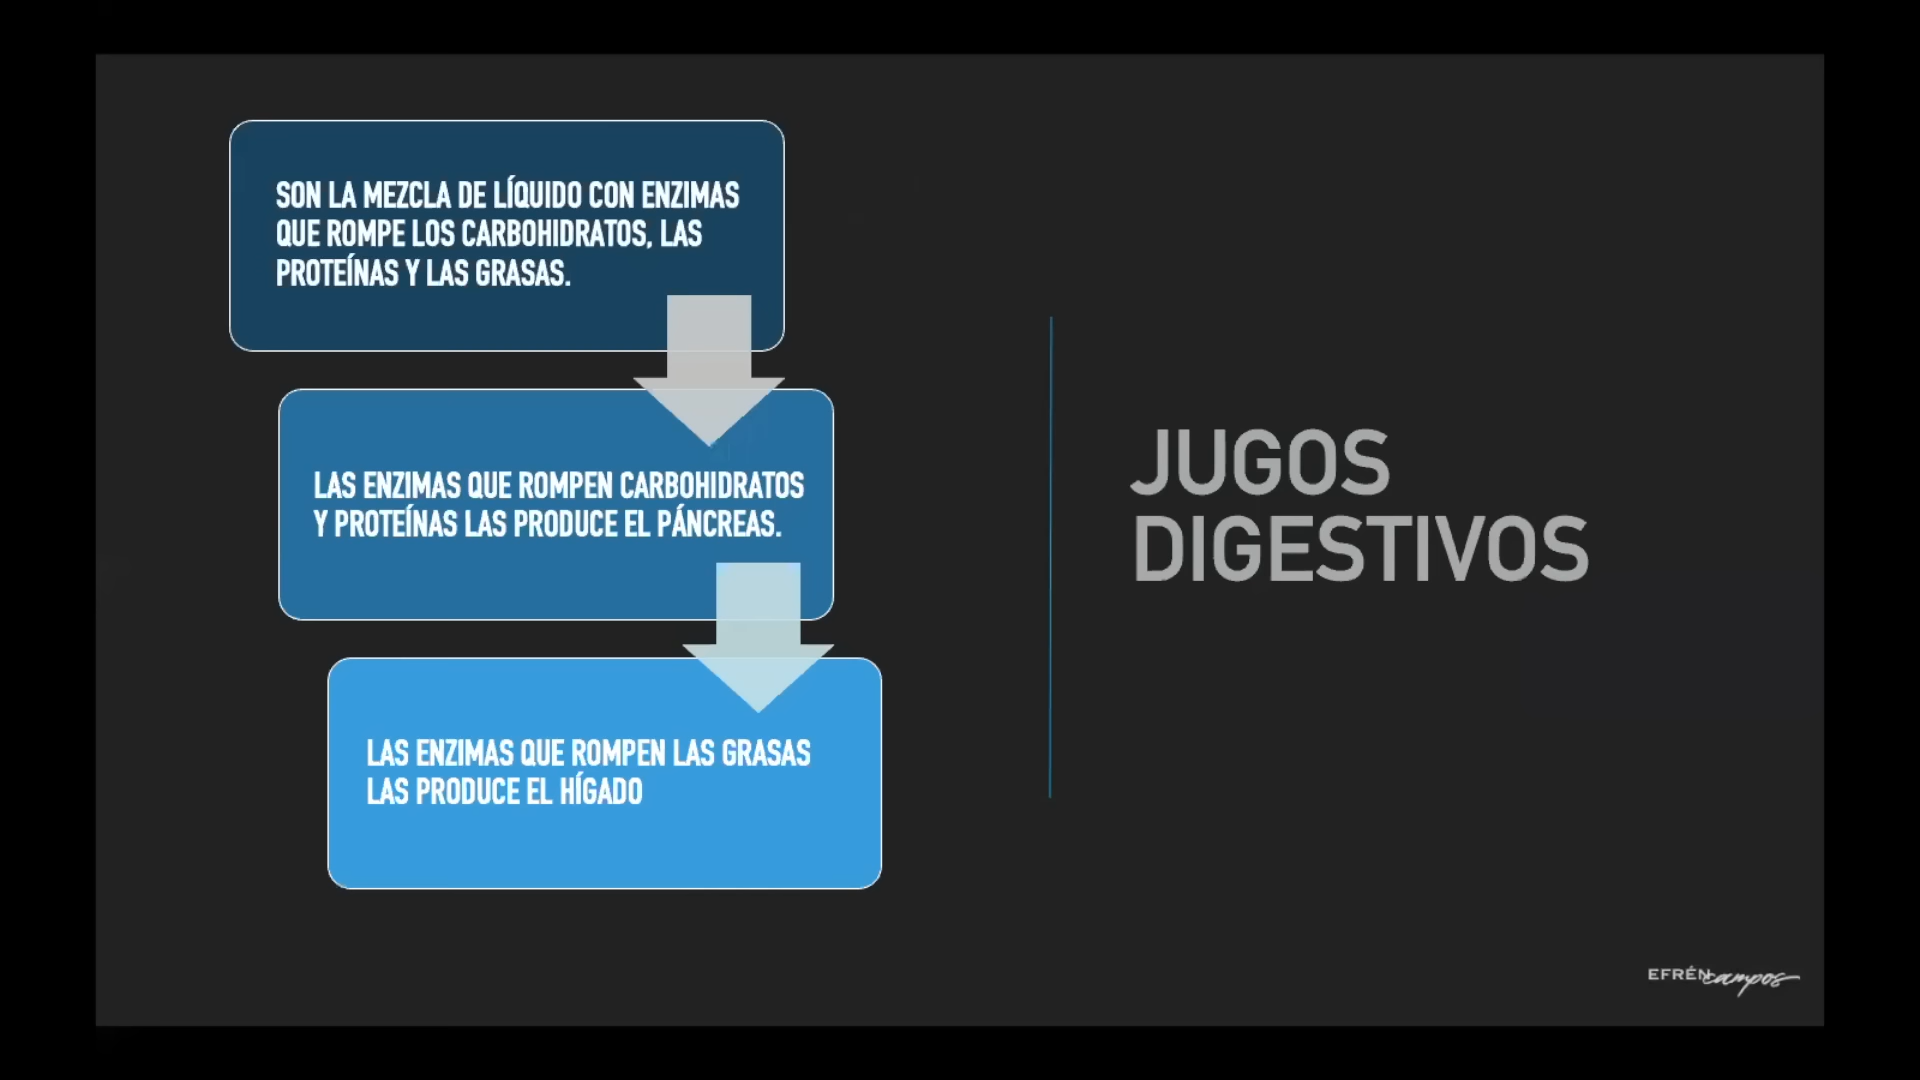 SON LA MEZCLA DE LÍQUIDO CON ENZIMAS
QUE ROMPE LOS CARBOHIDRATOS, LAS
PROTEÍNAS Y LAS GRASAS.
LAS ENZIMAS QUE ROMPEN CARBOHIDRATOS
Y PROTEÍNAS LAS PRODUCE EL PÁNCREAS.
LAS ENZIMAS QUE ROMPEN LAS GRASAS
LAS PRODUCE EL HÍGADO
JUGOS
DIGESTIVOS
EFRÉN campos